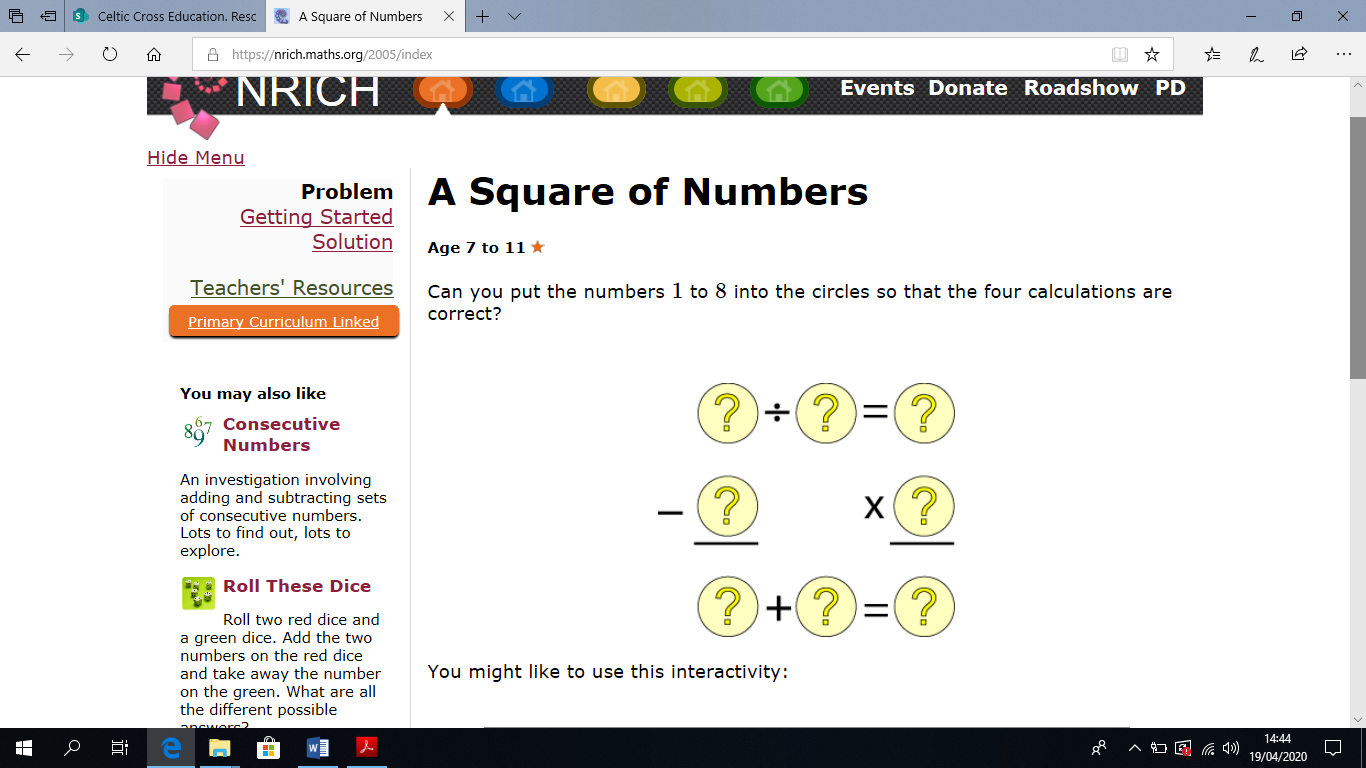 Celtic Cross Education. Resc
A Square of Numbers
https://nrich.maths.org/2005/index
NRICH
Events Donate Roadshow PD
Hide Menu
Problem
Getting Started
Solution
Teachers' Resources
Primary Curriculum Linked
You may also like
8 6 9 7
Consecutive
Numbers
An investigation involving
adding and subtracting sets
of consecutive numbers.
Lots to find out, lots to
explore.
Roll These Dice
Roll two red dice and
a green dice. Add the two
numbers on the red dice
and take away the number
on the green. What are all
the different possible
answers?
A Square of Numbers
Age 7 to 11
Can you put the numbers 1 to 8 into the circles so that the four calculations are
correct?
? ÷ ? = ?
− ? x ?
? + ? = ?
You might like to use this interactivity:
14:44
19/04/2020